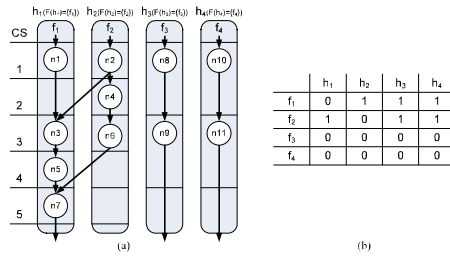 h1(F(h1)={f1}) h2(F(h2)={f2}) h3(F(h3)={f3}) h4(F(h4)={f4})
CS f1 f2 f3 f4
1 n1 n2 n8 n10
n4
2
3 n3 n6 n9 n11
4 n5
n7
5
h1 h2 h3 h4
f1 0 1 1 1
f2 1 0 1 1
f3 0 0 0 0
f4 0 0 0 0
(a) (b)